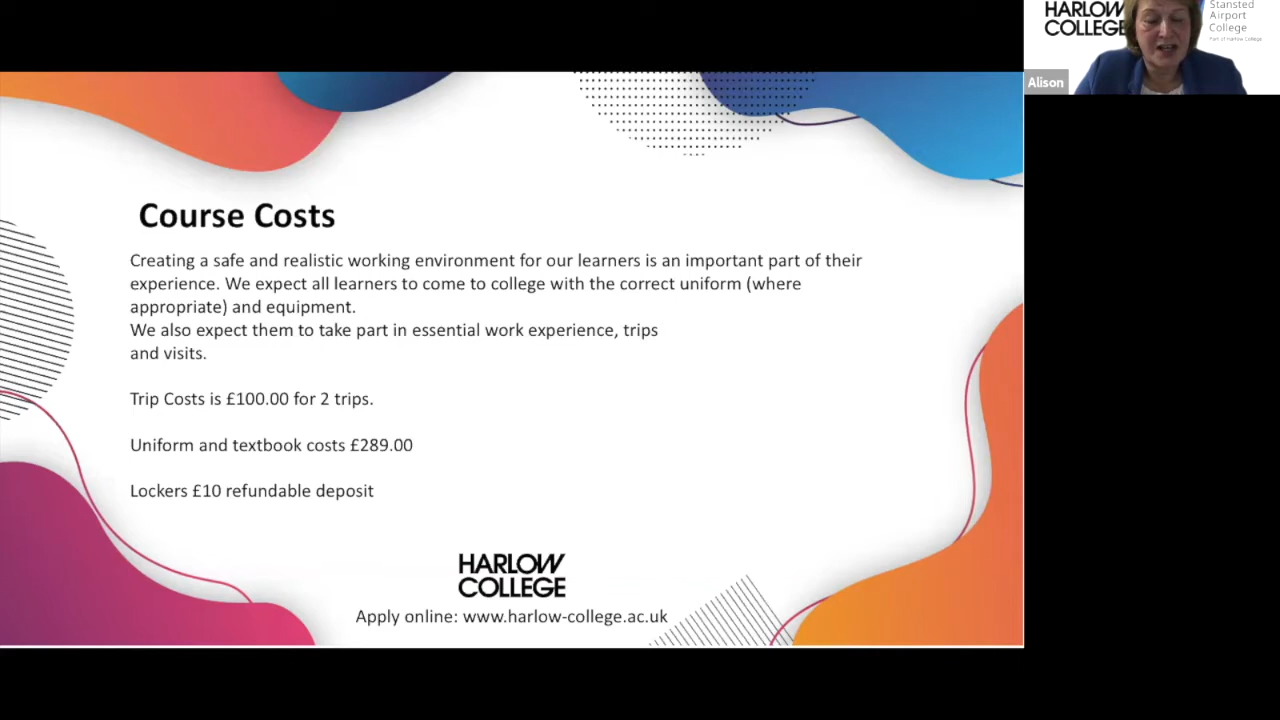 HARLOW
COLLEGE
Stansted
Airport
College
Part of Harlow College
Alison
Course Costs
Creating a safe and realistic working environment for our learners is an important part of their
experience. We expect all learners to come to college with the correct uniform (where
appropriate) and equipment.
We also expect them to take part in essential work experience, trips
and visits.
Trip Costs is £100.00 for 2 trips.
Uniform and textbook costs £289.00
Lockers £10 refundable deposit
HARLOW
COLLEGE
Apply online: www.harlow-college.ac.uk